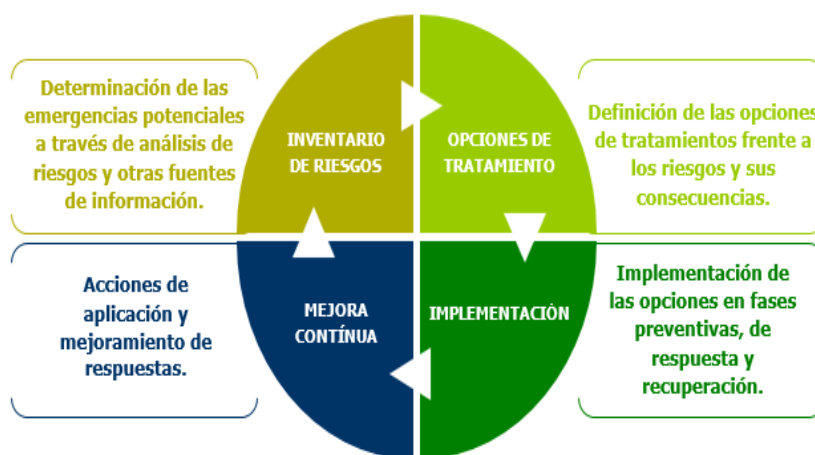 Determinación de las
emergencias potenciales
a través de análisis de
riesgos y otras fuentes
de información.
INVENTARIO
DE RIESGOS
OPCIONES DE
TRATAMIENTO
Definición de las opciones
de tratamientos frente a
los riesgos y sus
consecuencias.
Acciones de
aplicación y
mejoramiento de
respuestas.
MEJORA
CONTÍNUA
IMPLEMENTACIÓN
Implementación de
las opciones en fases
preventivas, de
respuesta y
recuperación.